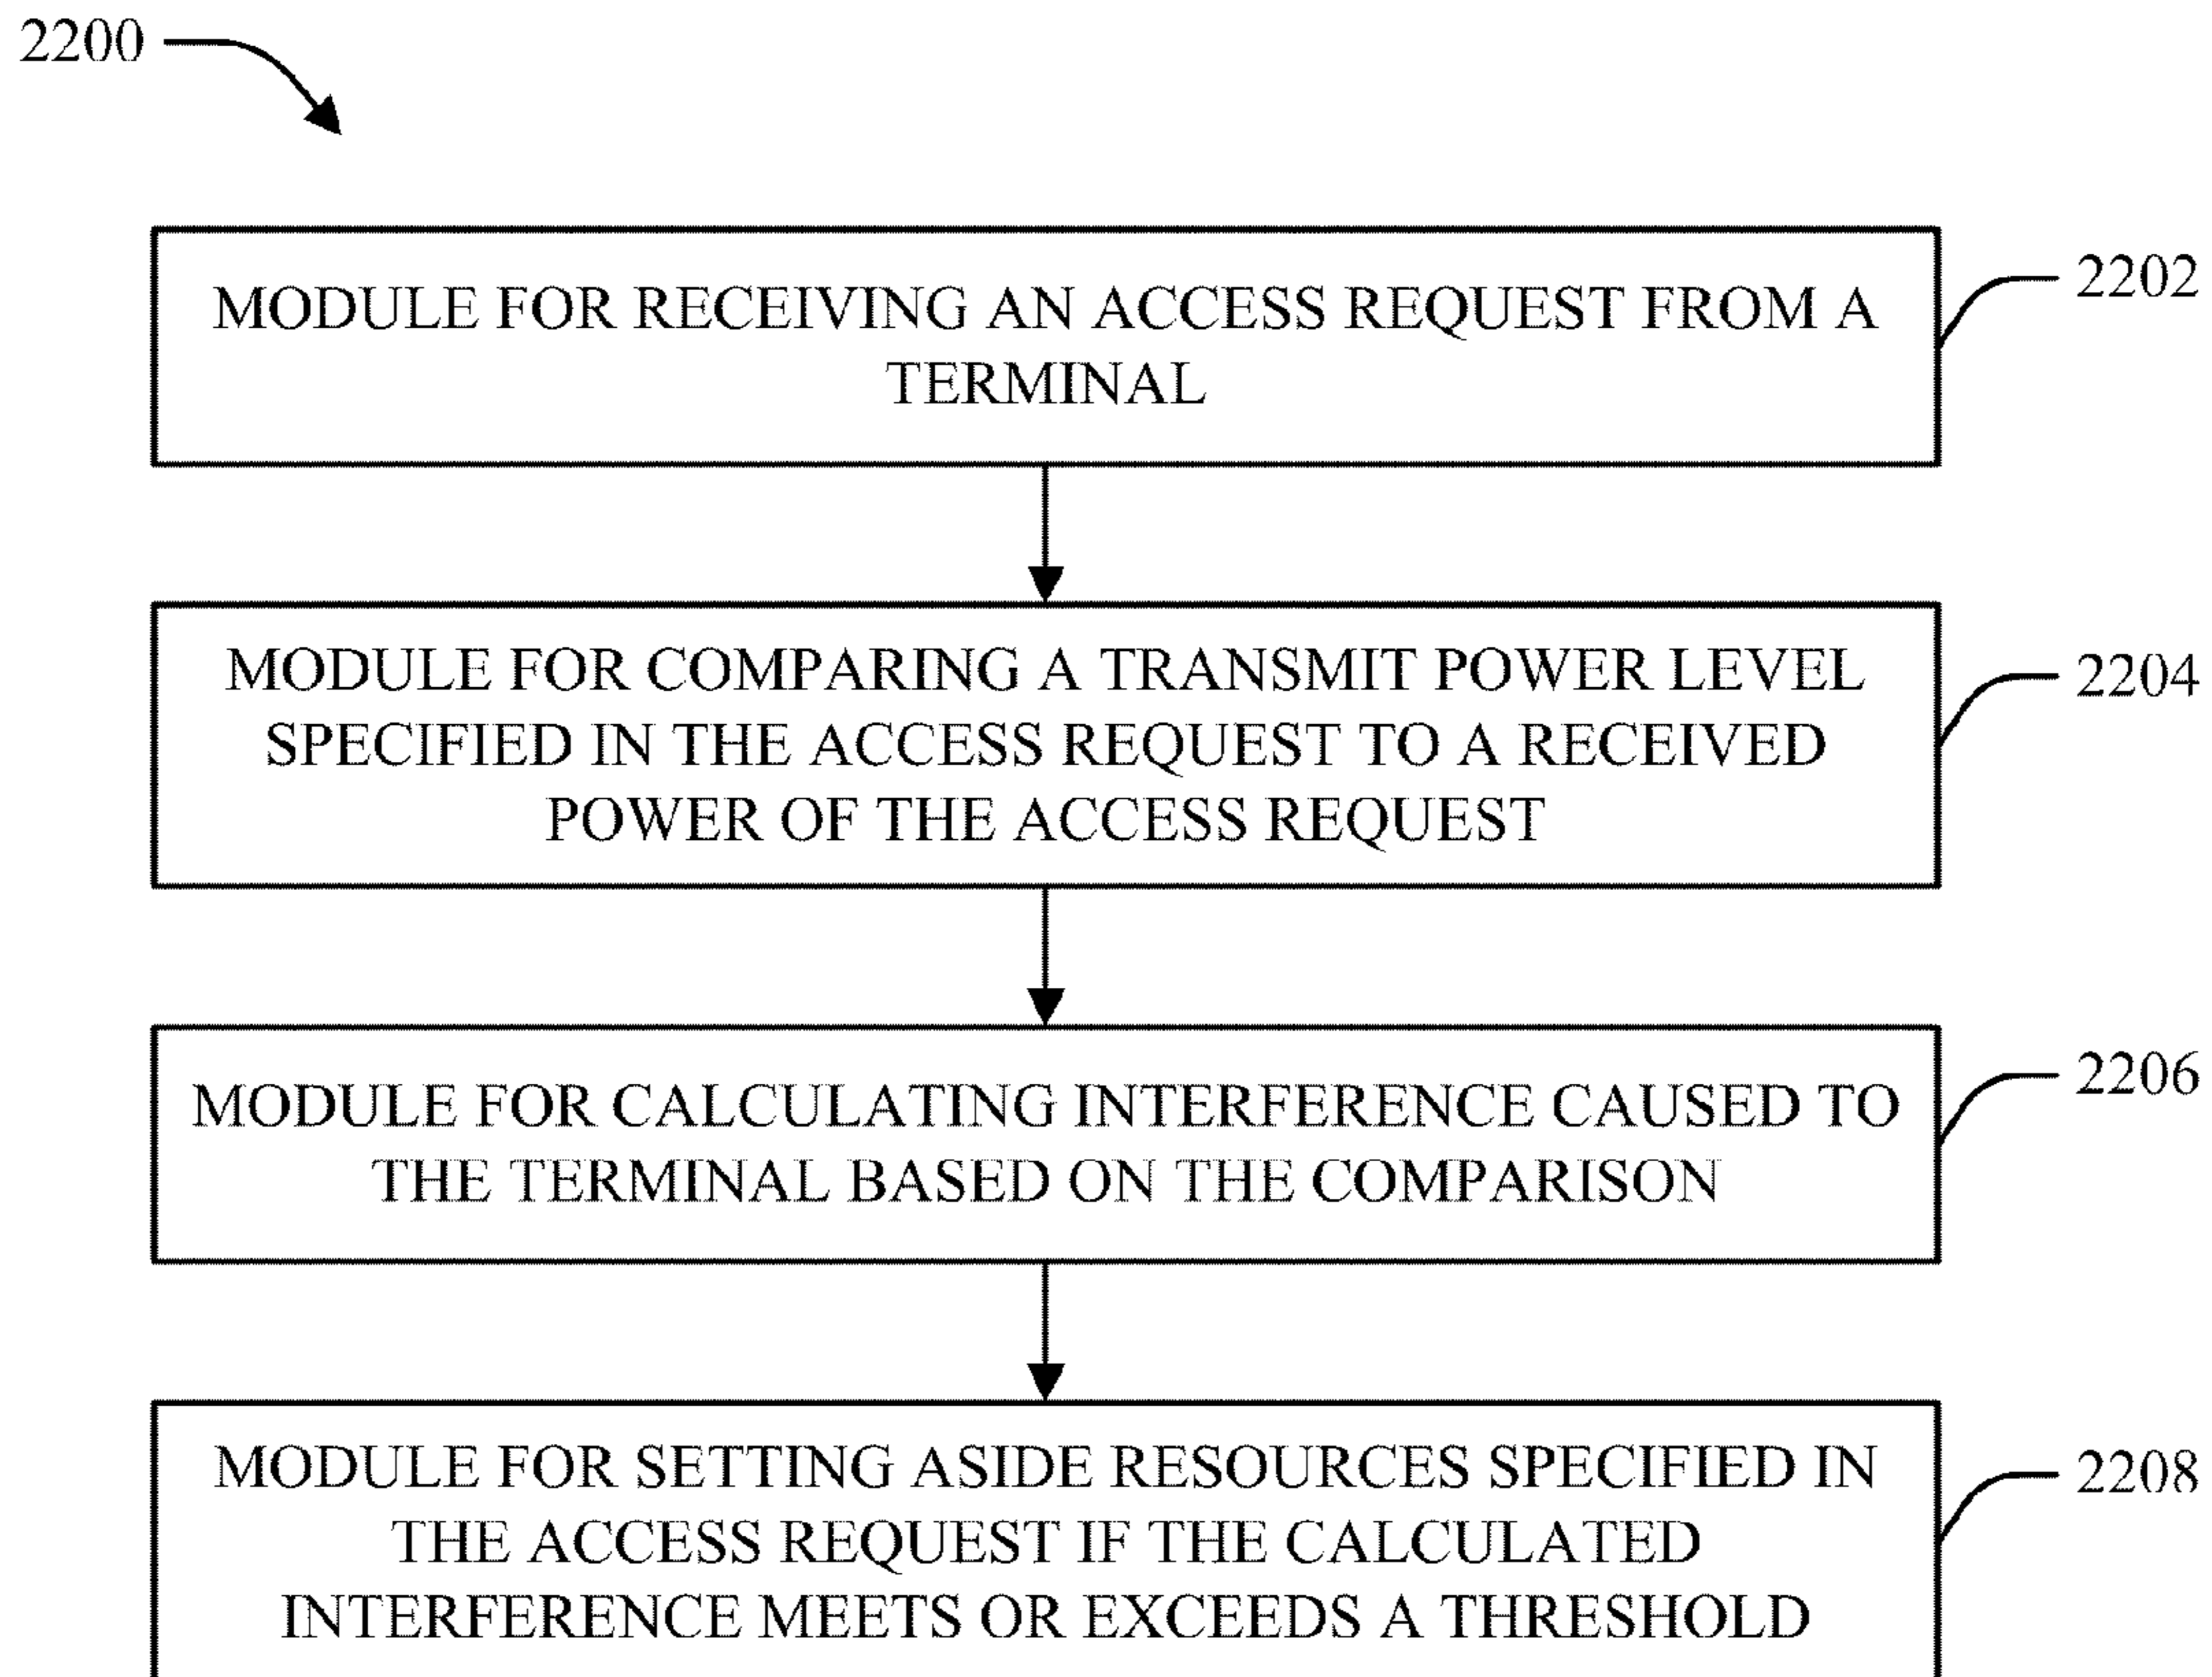 2200
MODULE FOR RECEIVING AN ACCESS REQUEST FROM A
TERMINAL
2202
MODULE FOR COMPARING A TRANSMIT POWER LEVEL
SPECIFIED IN THE ACCESS REQUEST TO A RECEIVED
POWER OF THE ACCESS REQUEST
2204
MODULE FOR CALCULATING INTERFERENCE CAUSED TO
THE TERMINAL BASED ON THE COMPARISON
2206
MODULE FOR SETTING ASIDE RESOURCES SPECIFIED IN
THE ACCESS REQUEST IF THE CALCULATED
INTERFERENCE MEETS OR EXCEEDS A THRESHOLD
2208